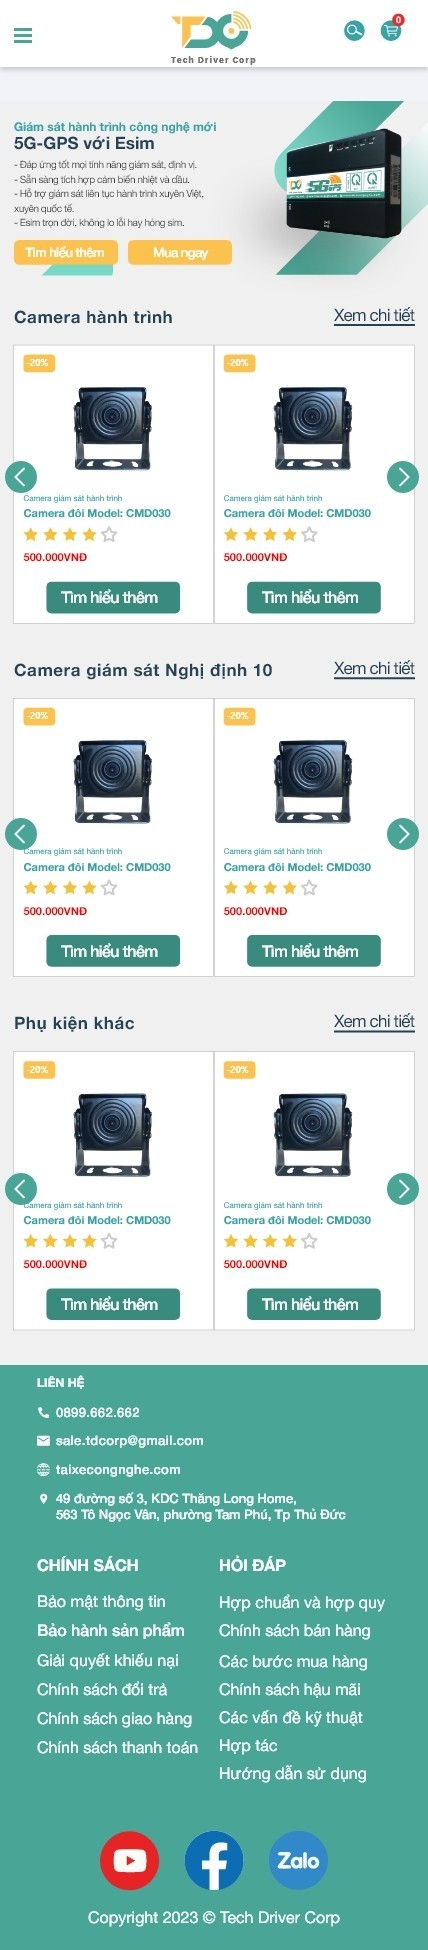 TDC
Tech Driver Corp
0
Giám sát hành trình công nghệ mới
5G-GPS với Esim
- Đáp ứng tốt mọi tính năng giám sát, định vị.
- Sẵn sàng tích hợp cảm biến nhiệt và dầu.
- Hỗ trợ giám sát liên tục hành trình xuyên Việt,
xuyên quốc tế.
- Esim trọn đời, không lo lỗi hay hỏng sim.
Tìm hiểu thêm Mua ngay
5G GPS
Camera hành trình Xem chi tiết
-20% -20%
Camera giám sát hành trình Camera giám sát hành trình
Camera đôi Model: CMD030 Camera đôi Model: CMD030
500.000VNĐ 500.000VNĐ
Tìm hiểu thêm Tìm hiểu thêm
Camera giám sát Nghị định 10 Xem chi tiết
-20% -20%
Camera giám sát hành trình Camera giám sát hành trình
Camera đôi Model: CMD030 Camera đôi Model: CMD030
500.000VNĐ 500.000VNĐ
Tìm hiểu thêm Tìm hiểu thêm
Phụ kiện khác Xem chi tiết
-20% -20%
Camera giám sát hành trình Camera giám sát hành trình
Camera đôi Model: CMD030 Camera đôi Model: CMD030
500.000VNĐ 500.000VNĐ
Tìm hiểu thêm Tìm hiểu thêm
LIÊN HỆ
0899.662.662
sale.tdcorp@gmail.com
taixecongnghe.com
49 đường số 3, KDC Thăng Long Home,
563 Tô Ngọc Vân, phường Tam Phú, Tp Thủ Đức
CHÍNH SÁCH
Bảo mật thông tin
Bảo hành sản phẩm
Giải quyết khiếu nại
Chính sách đổi trả
Chính sách giao hàng
Chính sách thanh toán
HỎI ĐÁP
Hợp chuẩn và hợp quy
Chính sách bán hàng
Các bước mua hàng
Chính sách hậu mãi
Các vấn đề kỹ thuật
Hợp tác
Hướng dẫn sử dụng
Zalo
Copyright 2023 © Tech Driver Corp